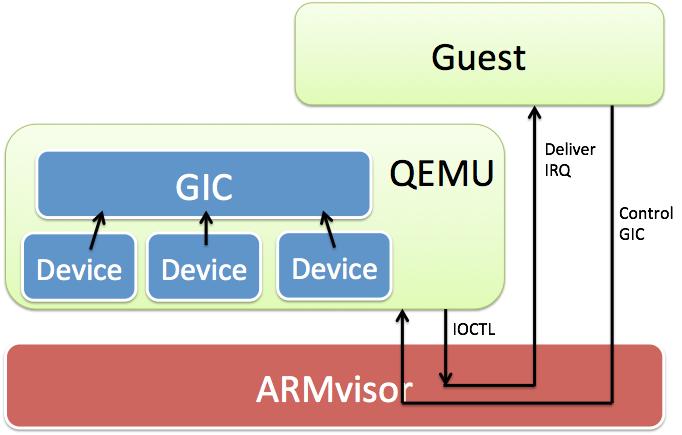 Guest
Deliver
IRQ
QEMU
GIC
Control
GIC
Device
Device
Device
IOCTL
ARMvisor